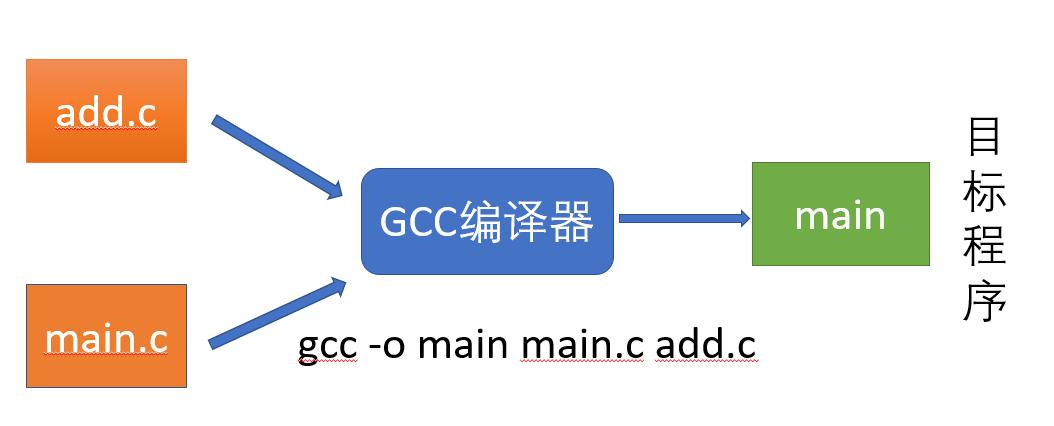 add.c
main.c
GCC编译器
gcc -o main main.c add.c
main
目标程序